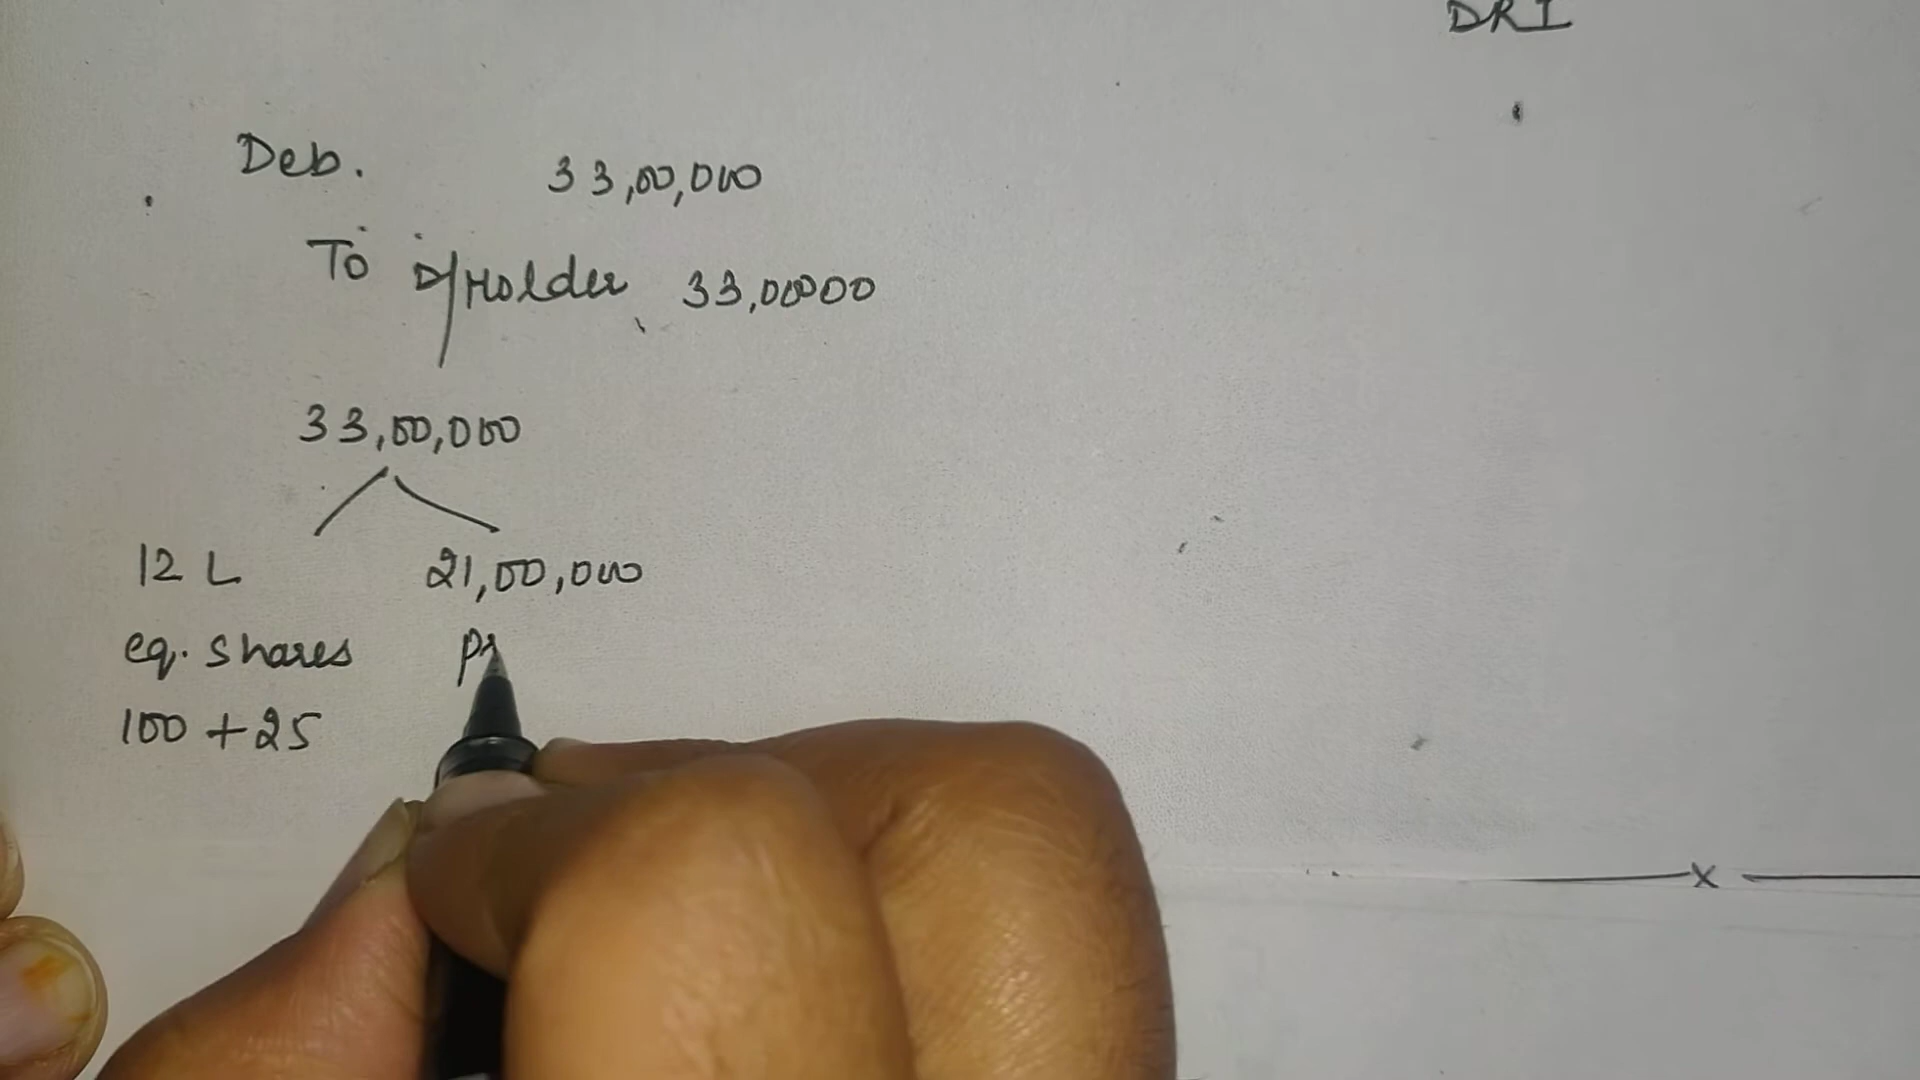 DRI
Deb. 33,00,000
To D/Holder 33,00000
33,00,000
12 L 21,00,000
eq. shares pr
100 + 25
x